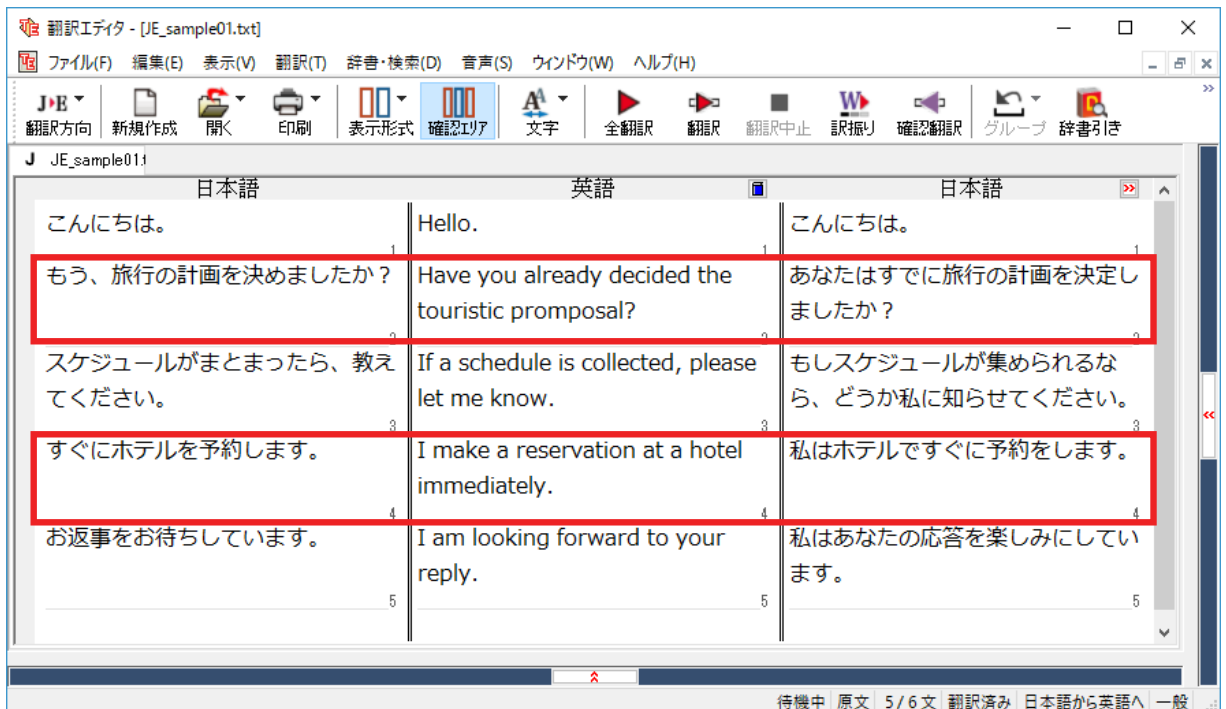 翻訳エディタ - [JE_sample01.txt]
ファイル(F) 編集(E) 表示(V) 翻訳(T) 辞書・検索(D) 音声(S) ウィンドウ(W) ヘルプ(H)
J▸E
翻訳方向 新規作成 開く 印刷 表示形式 確認エリア 文字 全翻訳 翻訳 翻訳中止 訳振り 確認翻訳 グループ 辞書引き
J JE_sample01.t
日本語 英語 日本語
こんにちは。
1
Hello.
1
こんにちは。
1
もう、旅行の計画を決めましたか？
2
Have you already decided the
touristic promposal?
2
あなたはすでに旅行の計画を決定し
ましたか？
2
スケジュールがまとまったら、教え
てください。
3
If a schedule is collected, please
let me know.
3
もしスケジュールが集められるな
ら、どうか私に知らせてください。
3
すぐにホテルを予約します。
4
I make a reservation at a hotel
immediately.
4
私はホテルですぐに予約をします。
4
お返事をお待ちしています。
5
I am looking forward to your
reply.
5
私はあなたの応答を楽しみにしてい
ます。
5
待機中 原文 5/6文 翻訳済み 日本語から英語へ 一般